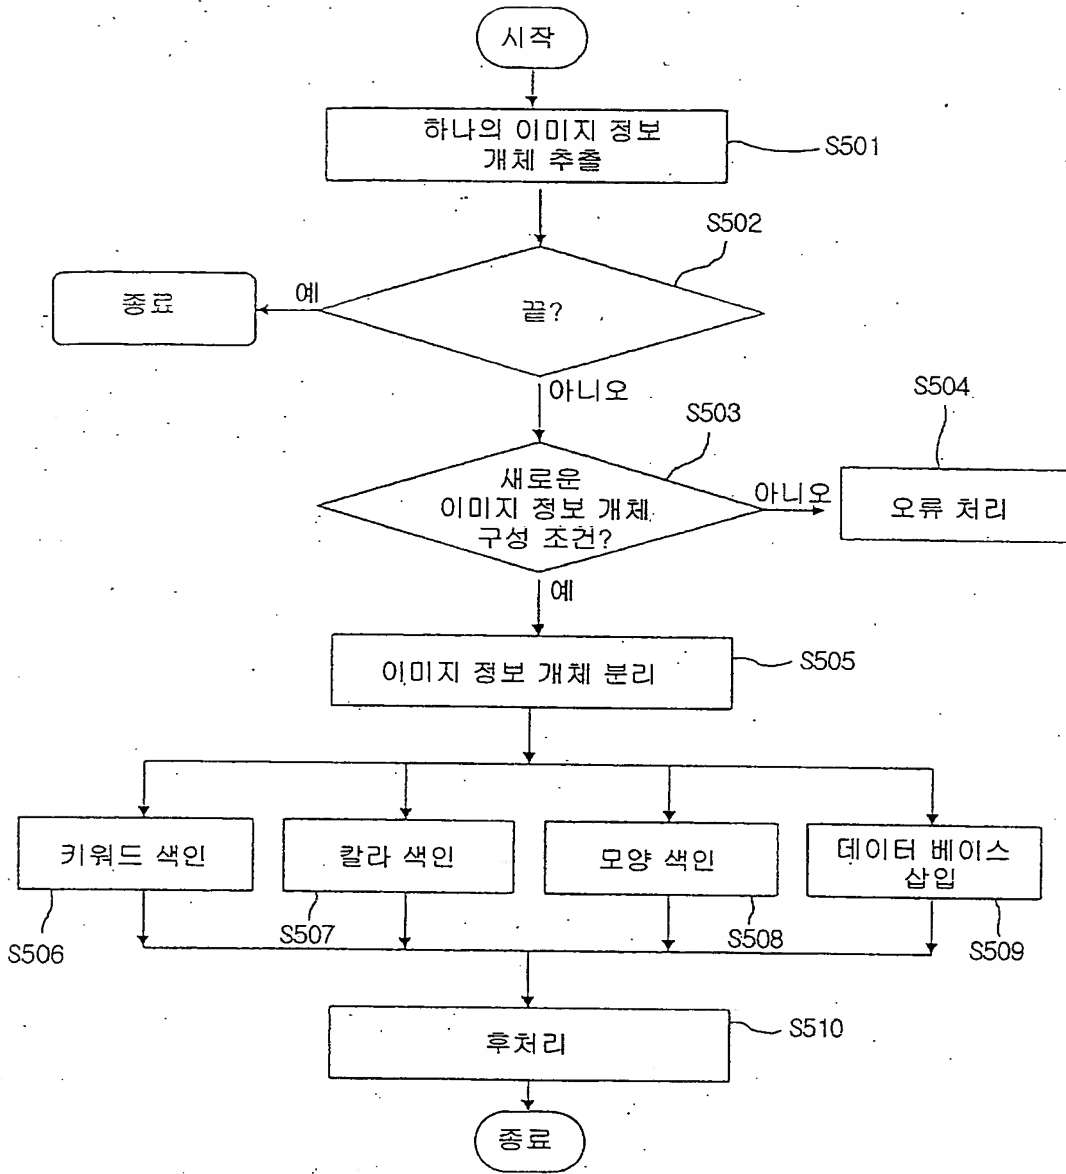 시작
하나의 이미지 정보
개체 추출
S501
S502
끝?
예
종료
아니오
S503
S504
새로운
이미지 정보 개체
구성 조건?
아니오
오류 처리
예
이미지 정보 개체 분리
S505
키워드 색인
칼라 색인
모양 색인
데이터 베이스
삽입
S506
S507
S508
S509
후처리
S510
종료